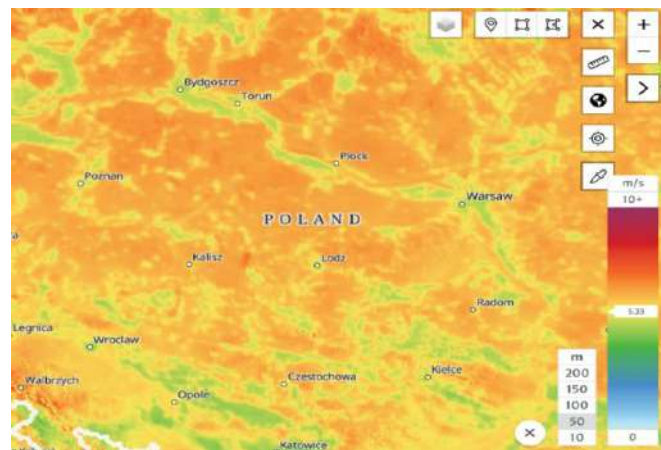 Bydgoszcz
Torun
Plock
Poznan
Warsaw
m/s
10+
POLAND
Kalisz
Lodz
Radom
5.33
Legnica
Wroclaw
m
200
Walbrzych
Czestochowa
Kielce
150
Opole
100
50
Katowice
10
0